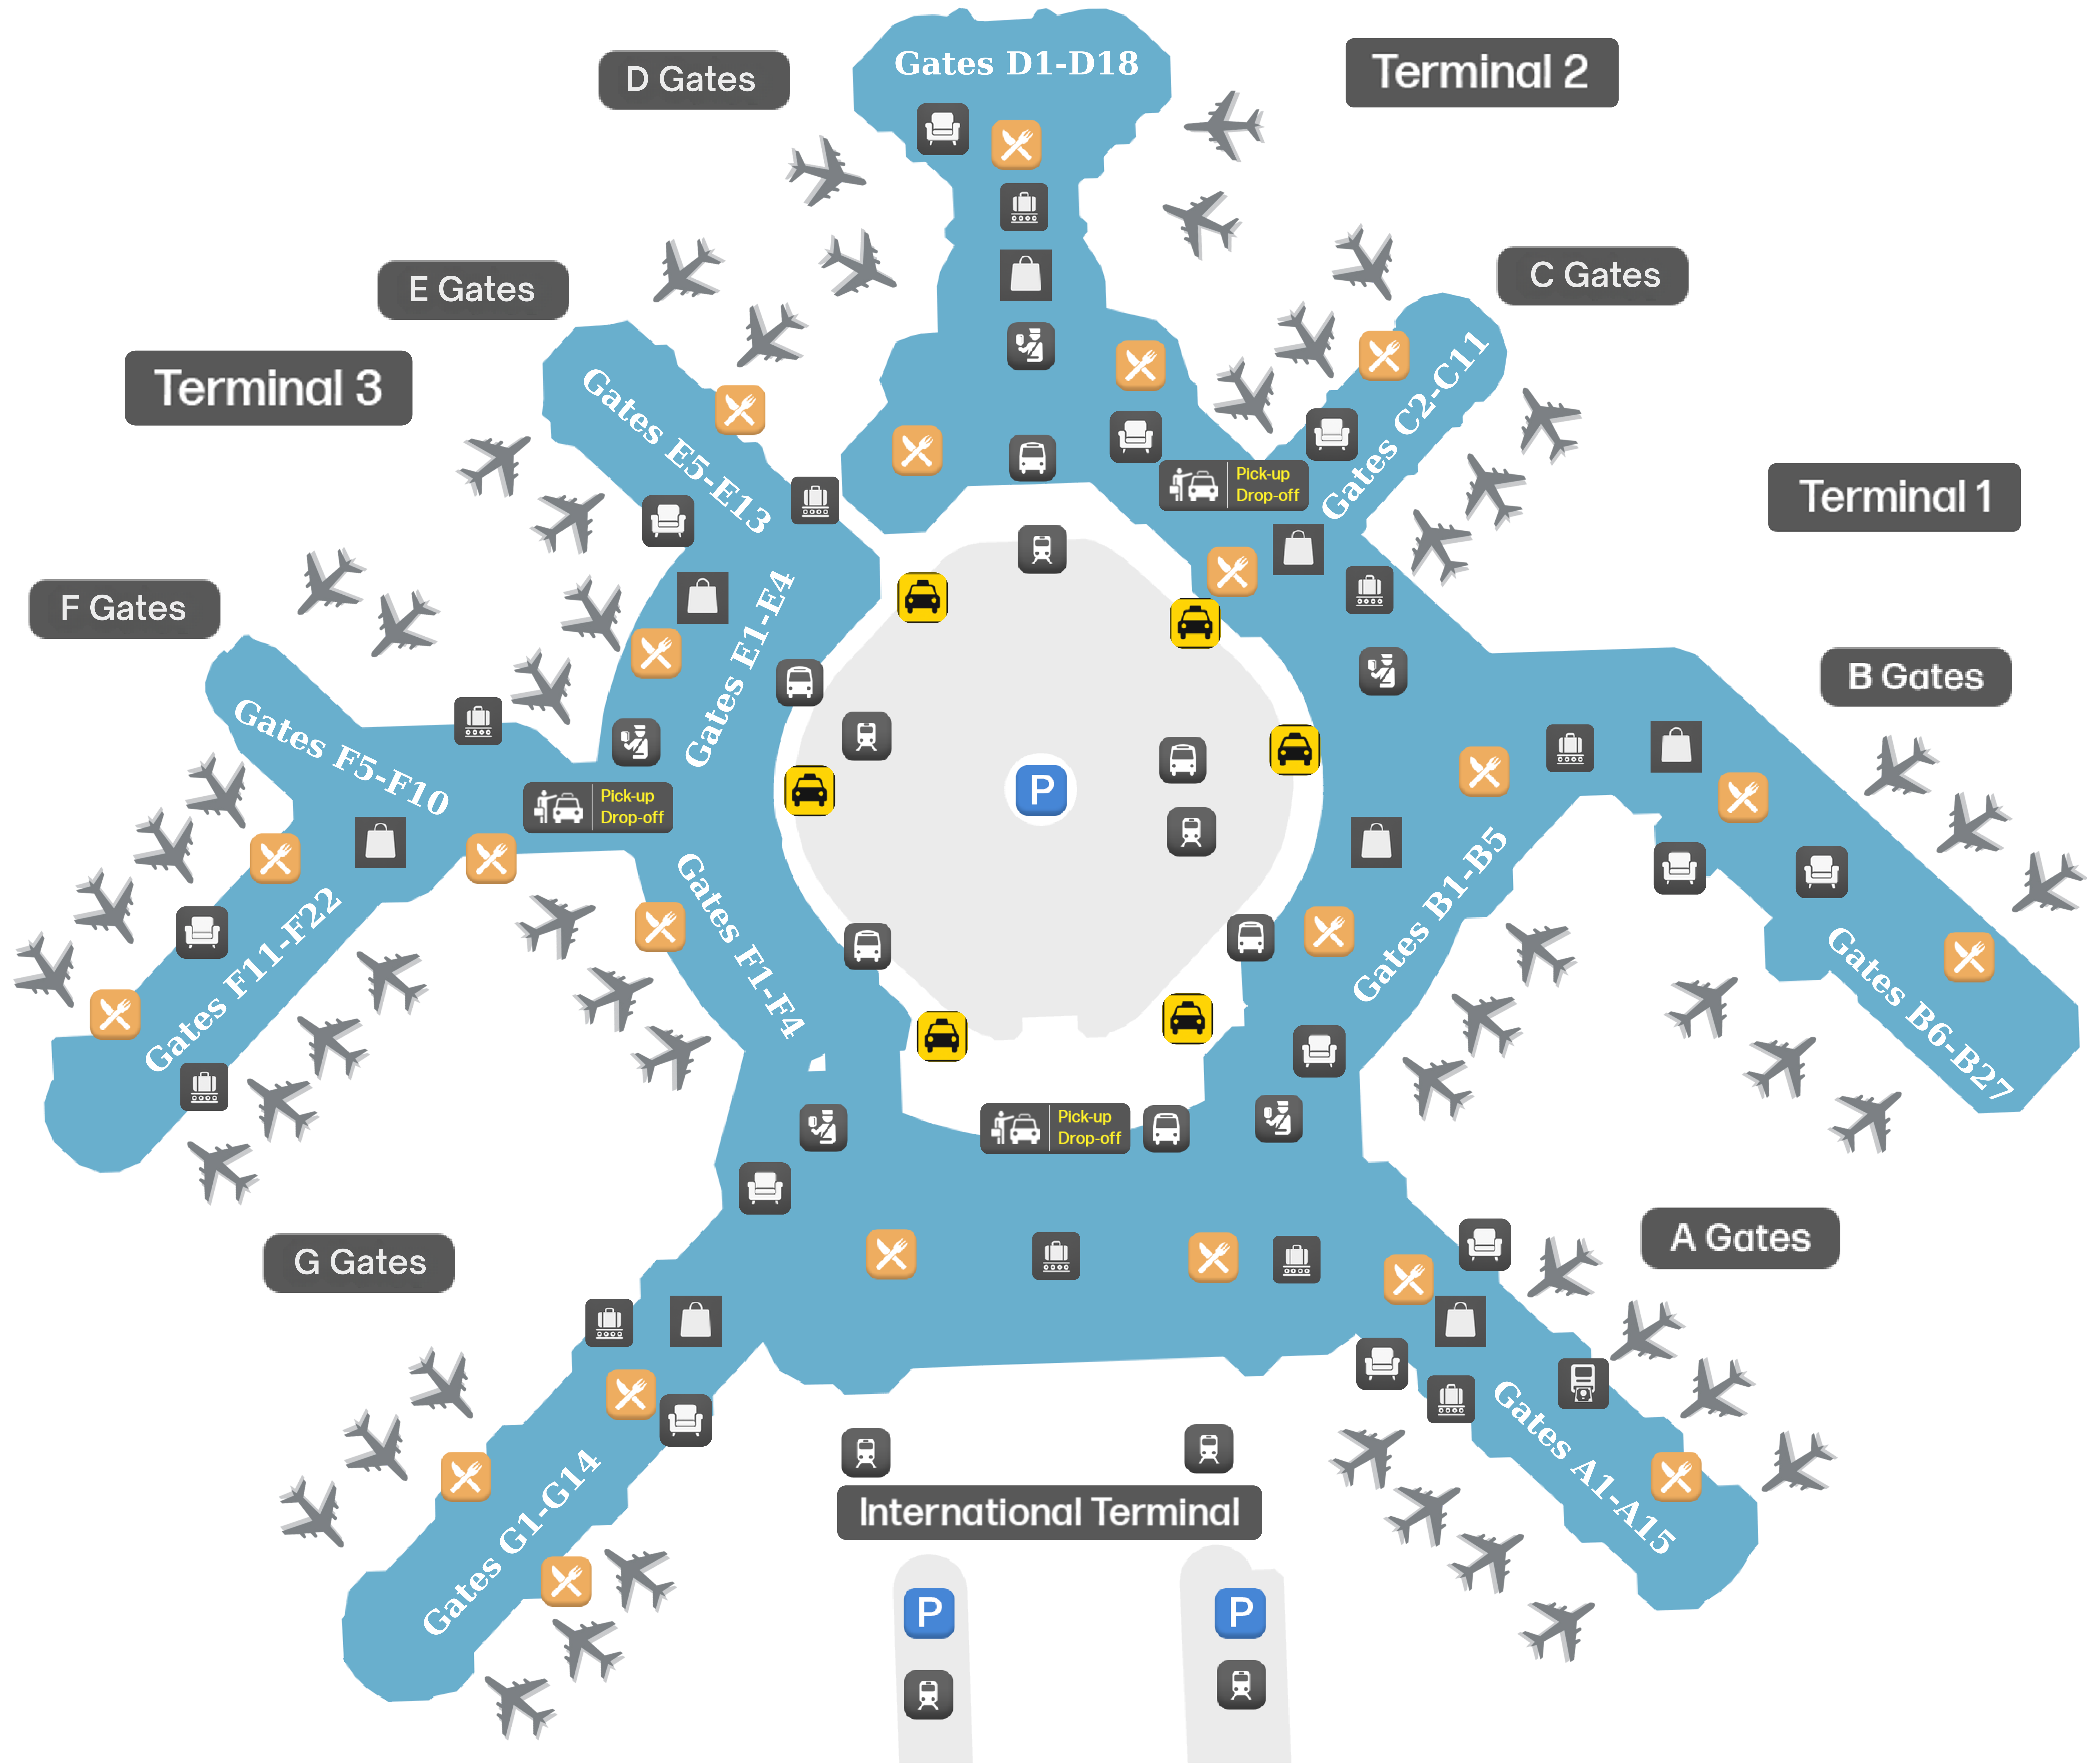 Gates D1-D18
D Gates
Terminal 2
E Gates
C Gates
Terminal 3
Gates E5-E13
Gates C2-C11
Pick-up
Drop-off
Terminal 1
F Gates
Gates E1-E4
B Gates
Gates F5-F10
Pick-up
Drop-off
P
Gates B1-B5
Gates F11-F22
Gates F1-F4
Gates B6-B27
Pick-up
Drop-off
G Gates
A Gates
Gates G1-G14
Gates A1-A15
International Terminal
P
P